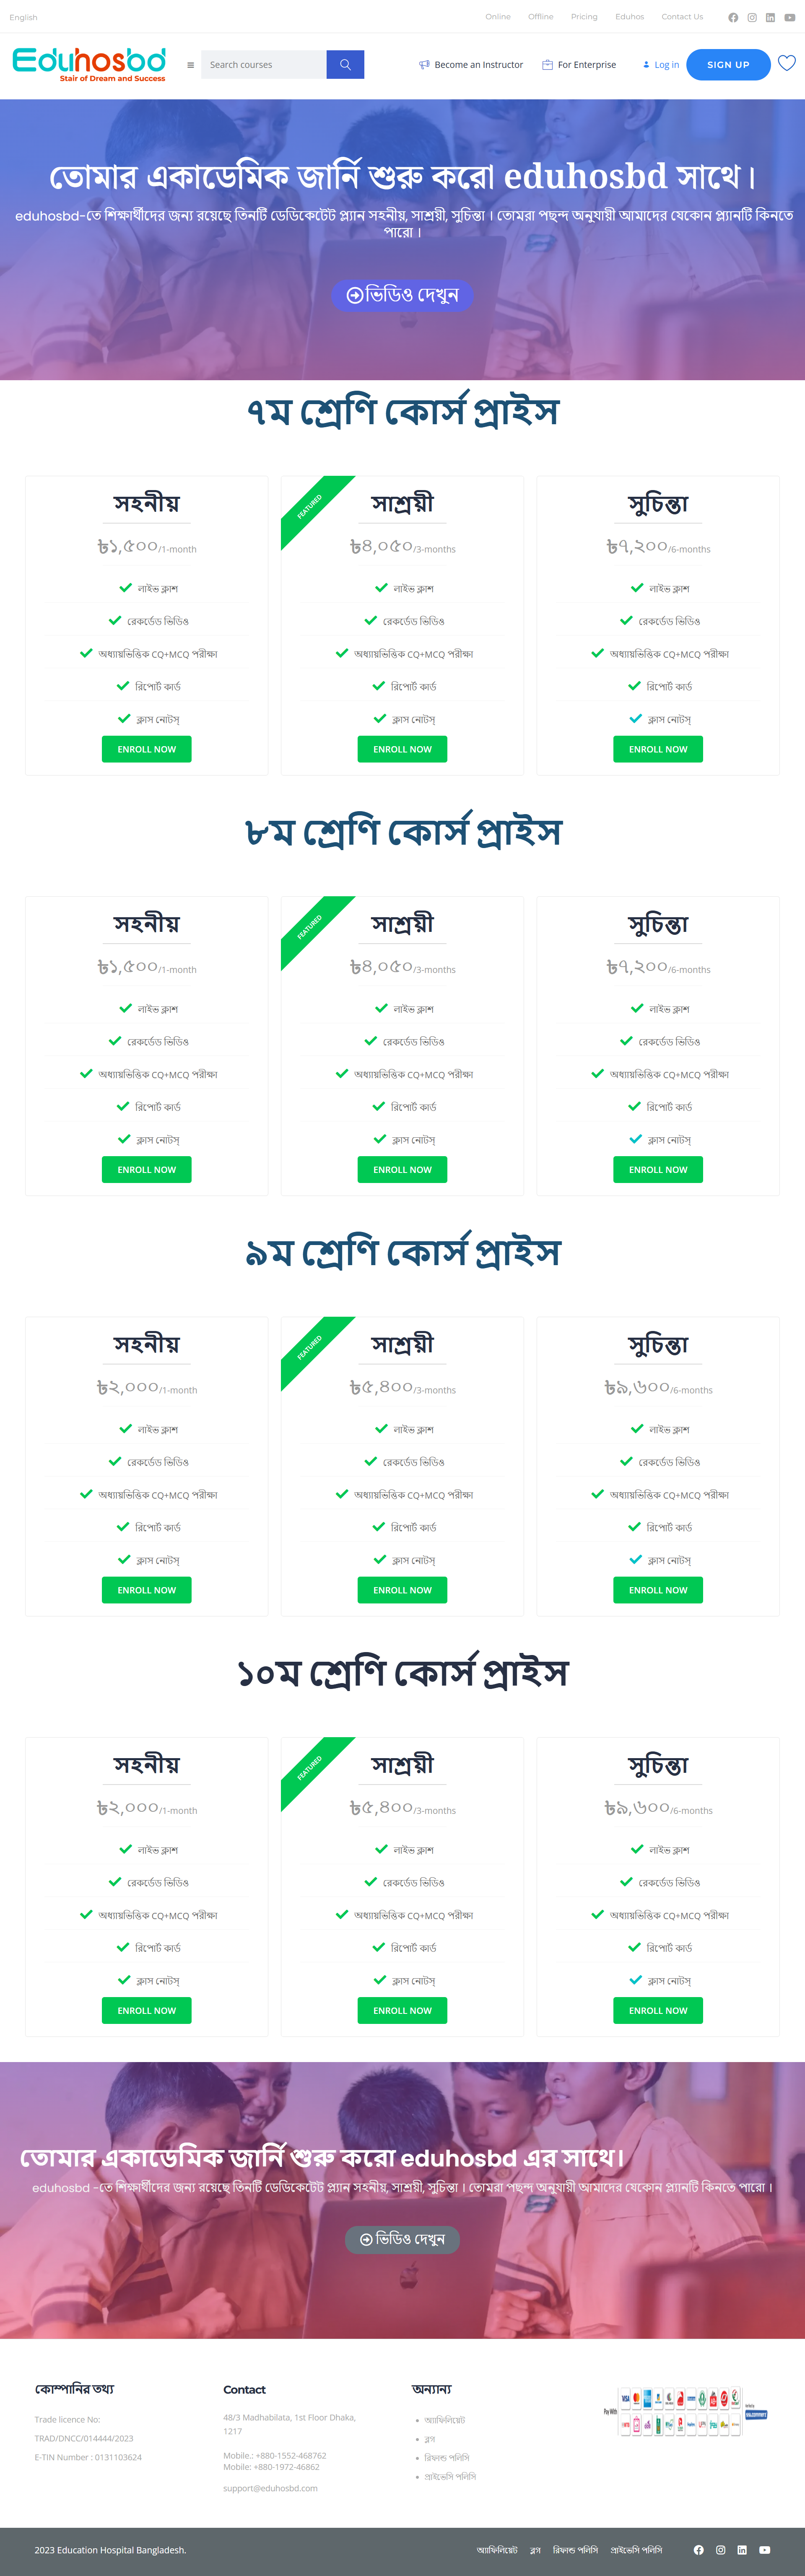 English
Online Offline Pricing Eduhos Contact Us
Eduhosbd
Stair of Dream and Success
Search courses
Become an Instructor
For Enterprise
Log in
SIGN UP
তোমার একাডেমিক জার্নি শুরু করো eduhosbd সাথে।
eduhosbd-তে শিক্ষার্থীদের জন্য রয়েছে তিনটি ডেডিকেটেট প্ল্যান সহনীয়, সাশ্রয়ী, সুচিন্তা । তোমরা পছন্দ অনুযায়ী আমাদের যেকোন প্ল্যানটি কিনতে
পারো ।
ভিডিও দেখুন
৭ম শ্রেণি কোর্স প্রাইস
সহনীয়
৳১,৫০০/1-month
লাইভ ক্লাশ
রেকর্ডেড ভিডিও
অধ্যায়ভিত্তিক CQ+MCQ পরীক্ষা
রিপোর্ট কার্ড
ক্লাস নোটস্
ENROLL NOW
FEATURED
সাশ্রয়ী
৳৪,০৫০/3-months
লাইভ ক্লাশ
রেকর্ডেড ভিডিও
অধ্যায়ভিত্তিক CQ+MCQ পরীক্ষা
রিপোর্ট কার্ড
ক্লাস নোটস্
ENROLL NOW
সুচিন্তা
৳৭,২০০/6-months
লাইভ ক্লাশ
রেকর্ডেড ভিডিও
অধ্যায়ভিত্তিক CQ+MCQ পরীক্ষা
রিপোর্ট কার্ড
ক্লাস নোটস্
ENROLL NOW
৮ম শ্রেণি কোর্স প্রাইস
সহনীয়
৳১,৫০০/1-month
লাইভ ক্লাশ
রেকর্ডেড ভিডিও
অধ্যায়ভিত্তিক CQ+MCQ পরীক্ষা
রিপোর্ট কার্ড
ক্লাস নোটস্
ENROLL NOW
FEATURED
সাশ্রয়ী
৳৪,০৫০/3-months
লাইভ ক্লাশ
রেকর্ডেড ভিডিও
অধ্যায়ভিত্তিক CQ+MCQ পরীক্ষা
রিপোর্ট কার্ড
ক্লাস নোটস্
ENROLL NOW
সুচিন্তা
৳৭,২০০/6-months
লাইভ ক্লাশ
রেকর্ডেড ভিডিও
অধ্যায়ভিত্তিক CQ+MCQ পরীক্ষা
রিপোর্ট কার্ড
ক্লাস নোটস্
ENROLL NOW
৯ম শ্রেণি কোর্স প্রাইস
সহনীয়
৳২,০০০/1-month
লাইভ ক্লাশ
রেকর্ডেড ভিডিও
অধ্যায়ভিত্তিক CQ+MCQ পরীক্ষা
রিপোর্ট কার্ড
ক্লাস নোটস্
ENROLL NOW
FEATURED
সাশ্রয়ী
৳৫,৪০০/3-months
লাইভ ক্লাশ
রেকর্ডেড ভিডিও
অধ্যায়ভিত্তিক CQ+MCQ পরীক্ষা
রিপোর্ট কার্ড
ক্লাস নোটস্
ENROLL NOW
সুচিন্তা
৳৯,৬০০/6-months
লাইভ ক্লাশ
রেকর্ডেড ভিডিও
অধ্যায়ভিত্তিক CQ+MCQ পরীক্ষা
রিপোর্ট কার্ড
ক্লাস নোটস্
ENROLL NOW
১০ম শ্রেণি কোর্স প্রাইস
সহনীয়
৳২,০০০/1-month
লাইভ ক্লাশ
রেকর্ডেড ভিডিও
অধ্যায়ভিত্তিক CQ+MCQ পরীক্ষা
রিপোর্ট কার্ড
ক্লাস নোটস্
ENROLL NOW
FEATURED
সাশ্রয়ী
৳৫,৪০০/3-months
লাইভ ক্লাশ
রেকর্ডেড ভিডিও
অধ্যায়ভিত্তিক CQ+MCQ পরীক্ষা
রিপোর্ট কার্ড
ক্লাস নোটস্
ENROLL NOW
সুচিন্তা
৳৯,৬০০/6-months
লাইভ ক্লাশ
রেকর্ডেড ভিডিও
অধ্যায়ভিত্তিক CQ+MCQ পরীক্ষা
রিপোর্ট কার্ড
ক্লাস নোটস্
ENROLL NOW
তোমার একাডেমিক জার্নি শুরু করো eduhosbd এর সাথে।
eduhosbd -তে শিক্ষার্থীদের জন্য রয়েছে তিনটি ডেডিকেটেট প্ল্যান সহনীয়, সাশ্রয়ী, সুচিন্তা । তোমরা পছন্দ অনুযায়ী আমাদের যেকোন প্ল্যানটি কিনতে পারো ।
ভিডিও দেখুন
কোম্পানির তথ্য
Trade licence No:
TRAD/DNCC/014444/2023
E-TIN Number : 0131103624
Contact
48/3 Madhabilata, 1st Floor Dhaka,
1217
Mobile.: +880-1552-468762
Mobile: +880-1972-46862
support@eduhosbd.com
অন্যান্য
অ্যাফিলিয়েট
ব্লগ
রিফান্ড পলিসি
প্রাইভেসি পলিসি
Pay With
VISA
2023 Education Hospital Bangladesh.
অ্যাফিলিয়েট ব্লগ রিফান্ড পলিসি প্রাইভেসি পলিসি